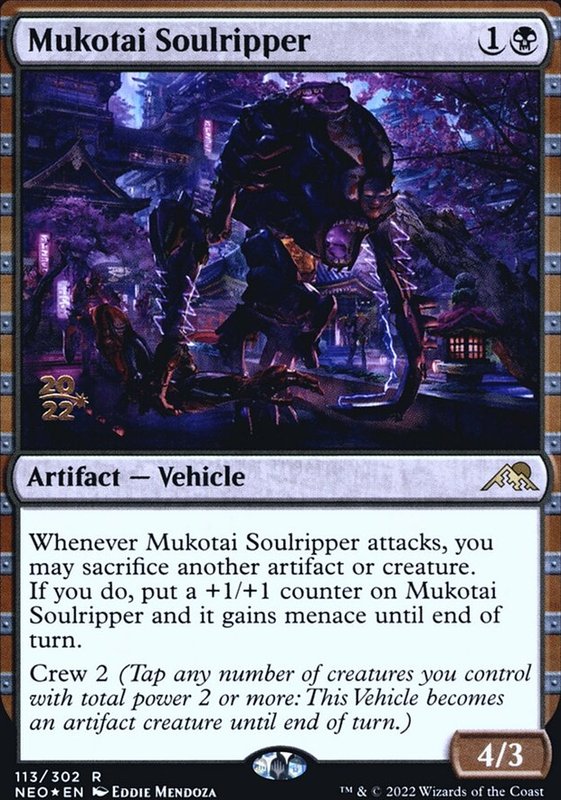 Mukotai Soulripper 1
20
22
Artifact — Vehicle
Whenever Mukotai Soulripper attacks, you
may sacrifice another artifact or creature.
If you do, put a +1/+1 counter on Mukotai
Soulripper and it gains menace until end of
turn.
Crew 2 (Tap any number of creatures you control
with total power 2 or more: This Vehicle becomes
an artifact creature until end of turn.)
4/3
113/302 R
NEO★EN Eddie Mendoza
™ & © 2022 Wizards of the Coast